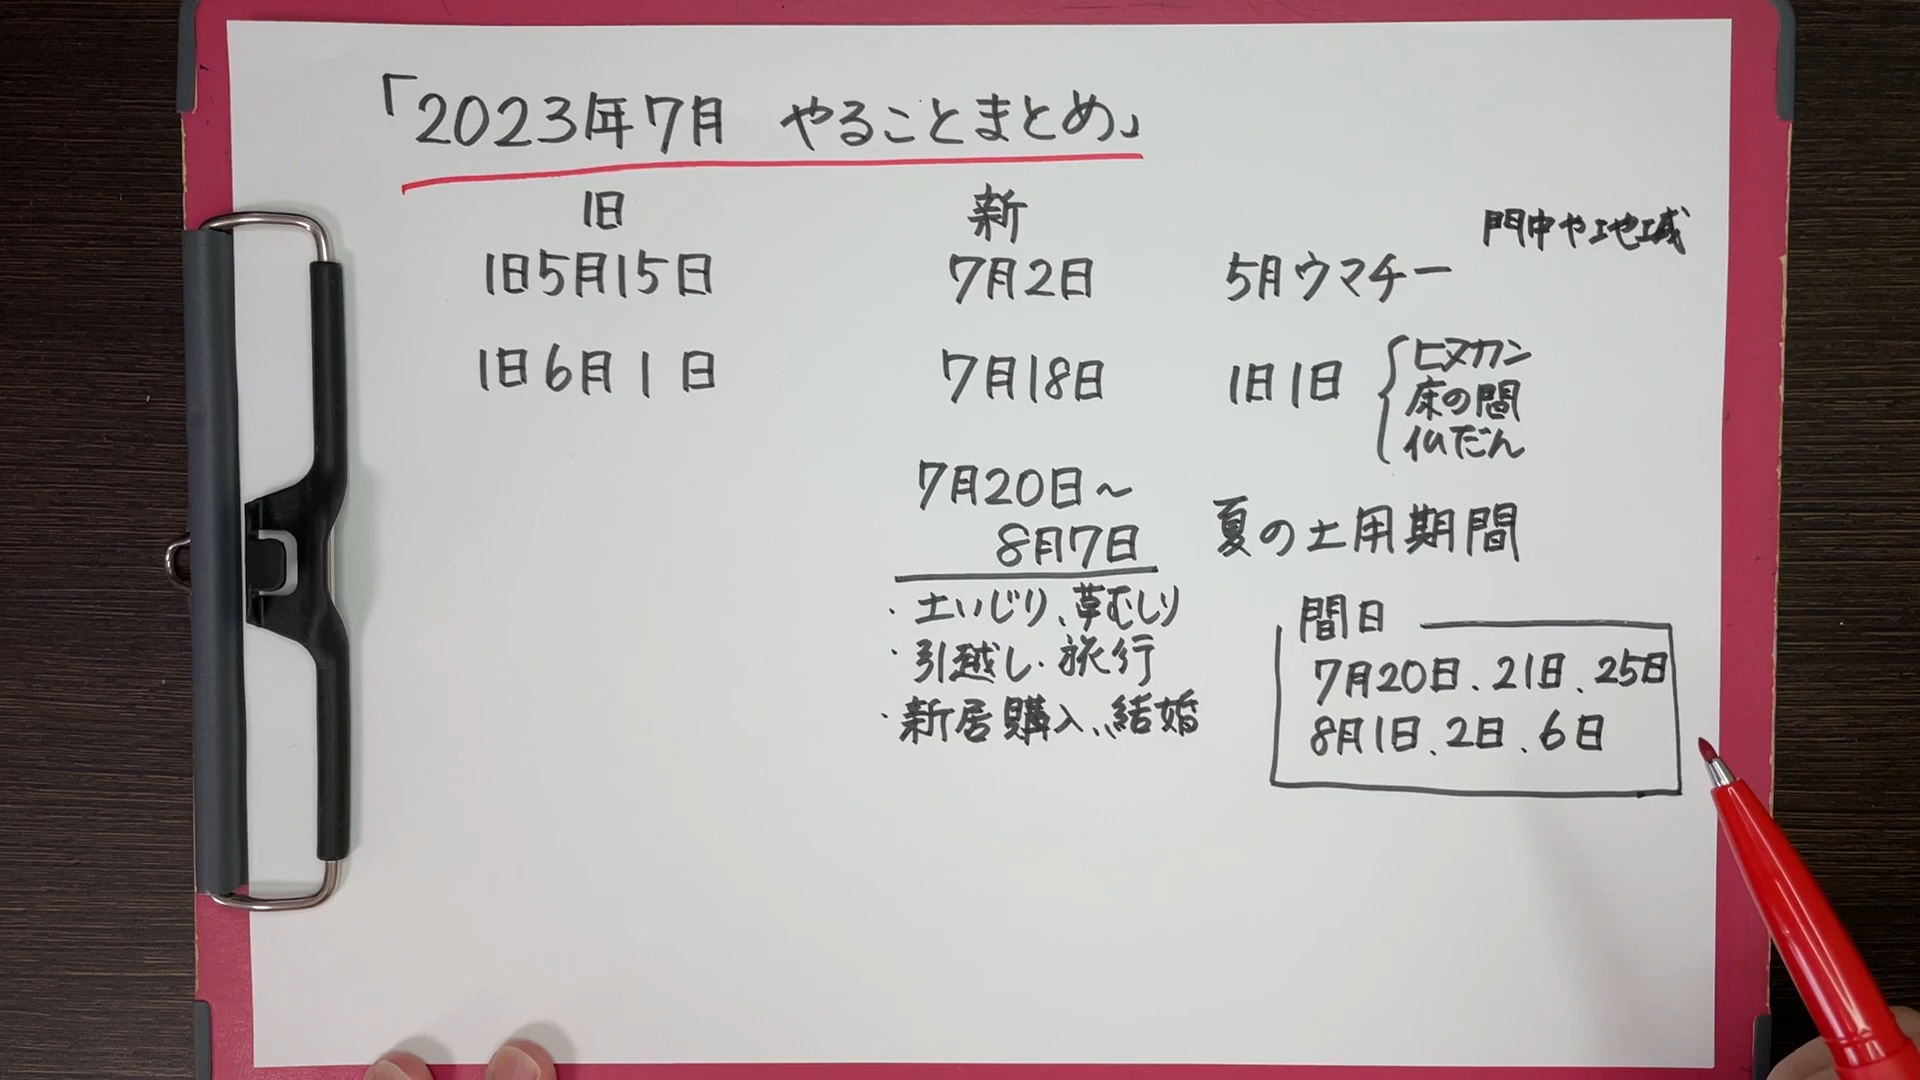 「2023年7月 やることまとめ」
旧 新
門中や地域
旧5月15日 7月2日 5月ウマチー
旧6月1日 7月18日 旧1日
ヒヌカン
床の間
仏だん
7月20日～
8月7日
夏の土用期間
・土いじり、草むしり
・引越し・旅行
・新居購入、結婚
間日
7月20日、21日、25日
8月1日、2日、6日